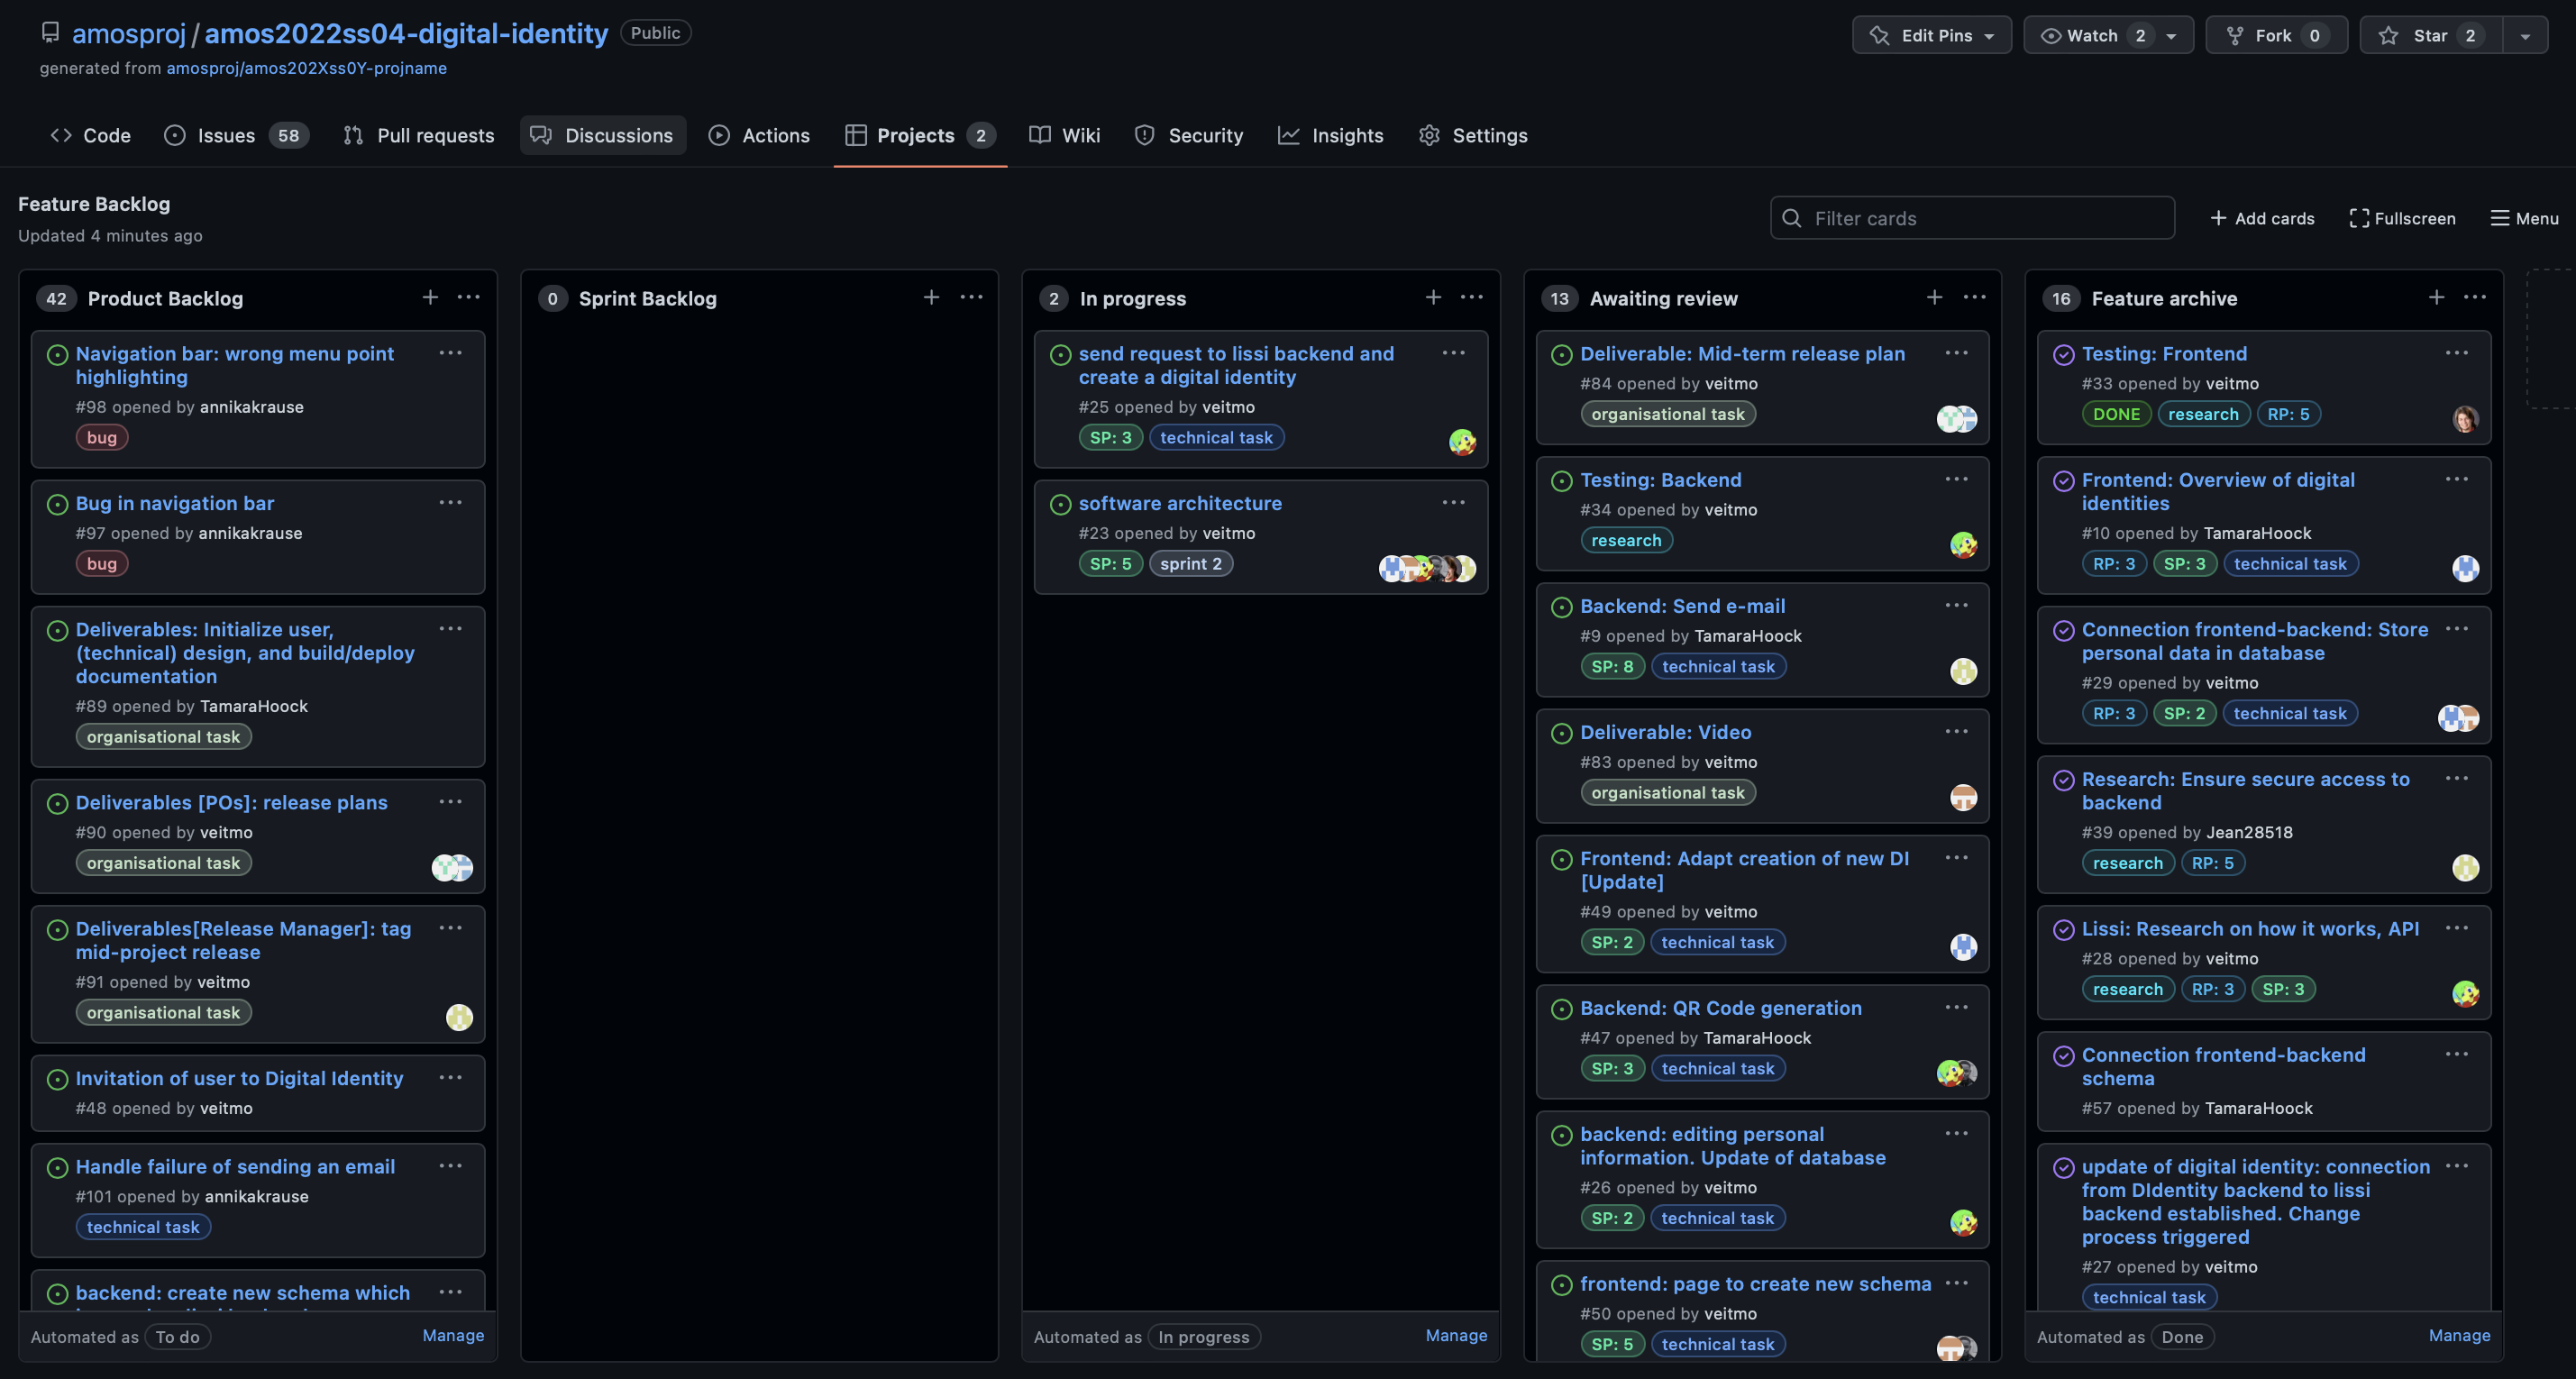 amosproj / amos2022ss04-digital-identity Public
generated from amosproj/amos202Xss0Y-projname
Edit Pins
Watch 2
Fork 0
Star 2
Code
Issues 58
Pull requests
Discussions
Actions
Projects 2
Wiki
Security
Insights
Settings
Feature Backlog
Updated 4 minutes ago
Filter cards
Add cards
Fullscreen
Menu
42 Product Backlog
Navigation bar: wrong menu point
highlighting
#98 opened by annikakrause
bug
Bug in navigation bar
#97 opened by annikakrause
bug
Deliverables: Initialize user,
(technical) design, and build/deploy
documentation
#89 opened by TamaraHoock
organisational task
Deliverables [POs]: release plans
#90 opened by veitmo
organisational task
Deliverables[Release Manager]: tag
mid-project release
#91 opened by veitmo
organisational task
Invitation of user to Digital Identity
#48 opened by veitmo
Handle failure of sending an email
#101 opened by annikakrause
technical task
backend: create new schema which
Automated as To do
Manage
0 Sprint Backlog
2 In progress
send request to lissi backend and
create a digital identity
#25 opened by veitmo
SP: 3 technical task
software architecture
#23 opened by veitmo
SP: 5 sprint 2
Automated as In progress
Manage
13 Awaiting review
Deliverable: Mid-term release plan
#84 opened by veitmo
organisational task
Testing: Backend
#34 opened by veitmo
research
Backend: Send e-mail
#9 opened by TamaraHoock
SP: 8 technical task
Deliverable: Video
#83 opened by veitmo
organisational task
Frontend: Adapt creation of new DI
[Update]
#49 opened by veitmo
SP: 2 technical task
Backend: QR Code generation
#47 opened by TamaraHoock
SP: 3 technical task
backend: editing personal
information. Update of database
#26 opened by veitmo
SP: 2 technical task
frontend: page to create new schema
#50 opened by veitmo
SP: 5 technical task
16 Feature archive
Testing: Frontend
#33 opened by veitmo
DONE research RP: 5
Frontend: Overview of digital
identities
#10 opened by TamaraHoock
RP: 3 SP: 3 technical task
Connection frontend-backend: Store
personal data in database
#29 opened by veitmo
RP: 3 SP: 2 technical task
Research: Ensure secure access to
backend
#39 opened by Jean28518
research RP: 5
Lissi: Research on how it works, API
#28 opened by veitmo
research RP: 3 SP: 3
Connection frontend-backend
schema
#57 opened by TamaraHoock
update of digital identity: connection
from DIdentity backend to lissi
backend established. Change
process triggered
#27 opened by veitmo
technical task
Automated as Done
Manage